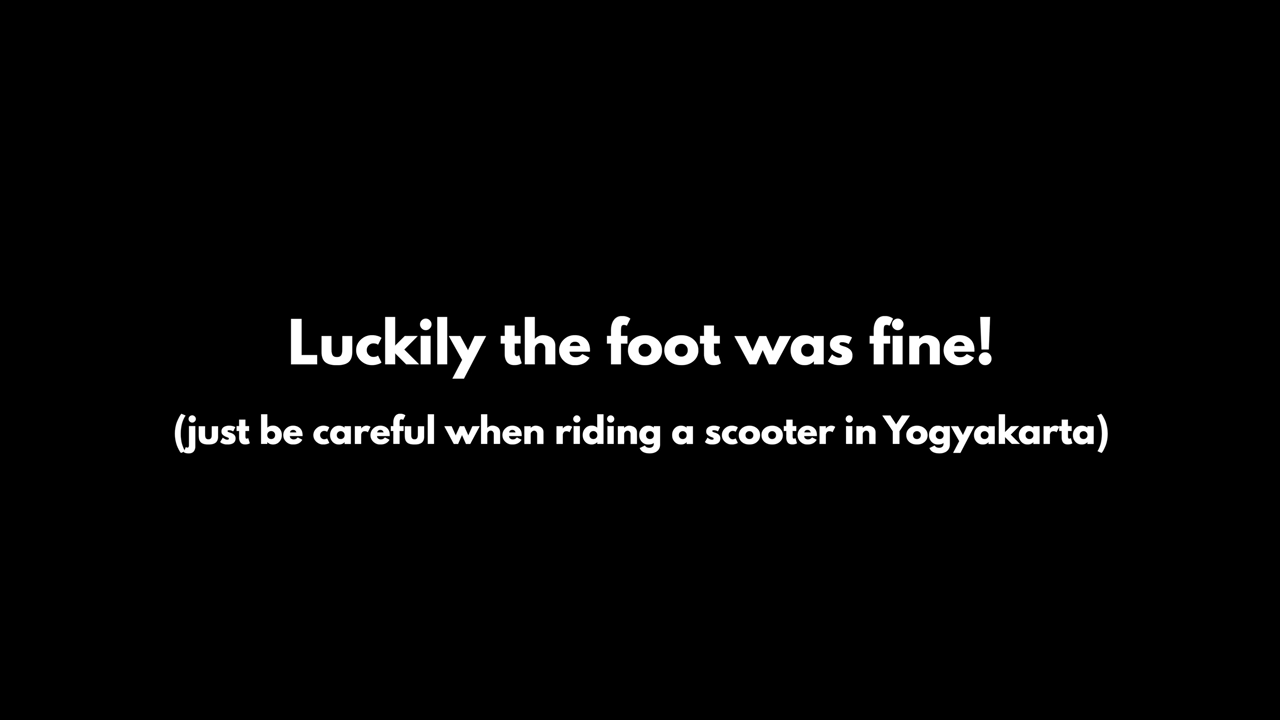 Luckily the foot was fine!
(just be careful when riding a scooter in Yogyakarta)